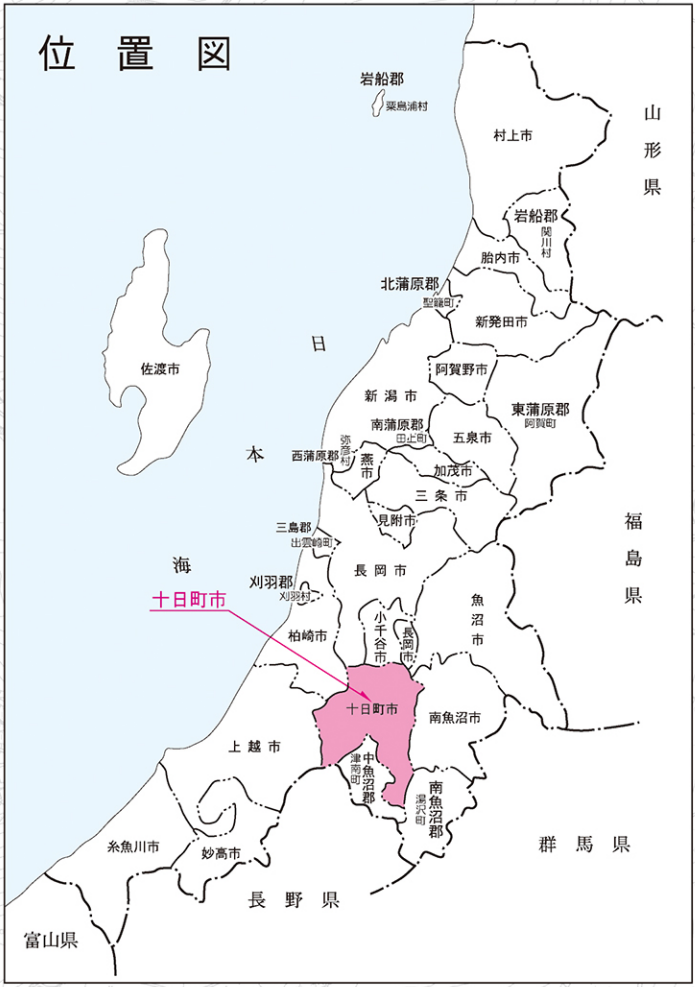 位置図
岩船郡
粟島浦村
山形県
村上市
岩船郡
関川村
胎内市
北蒲原郡
聖籠町
新発田市
佐渡市
日本海
阿賀野市
新潟市
東蒲原郡
阿賀町
南蒲原郡
田上町
五泉市
西蒲原郡
弥彦村
燕市
加茂市
三条市
見附市
三島郡
出雲崎町
福島県
長岡市
刈羽郡
刈羽村
十日町市
小千谷市
長岡市
魚沼市
柏崎市
十日町市
南魚沼市
上越市
中魚沼郡
津南町
南魚沼郡
湯沢町
糸魚川市
妙高市
群馬県
長野県
富山県